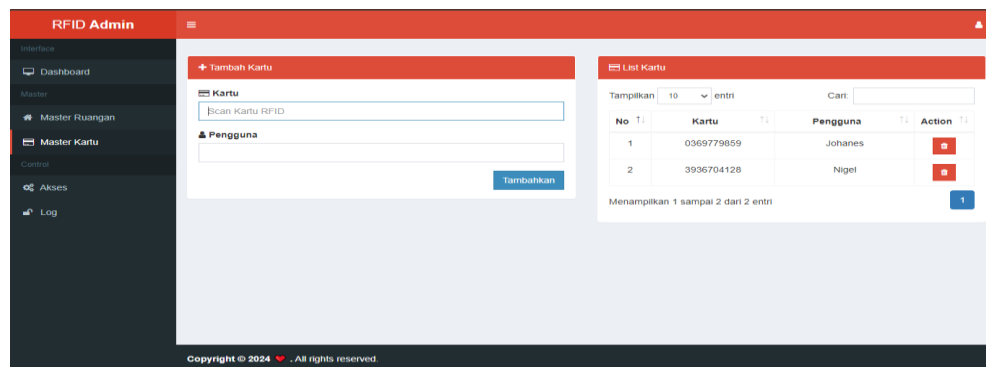 RFID Admin
Interface
Dashboard
Master
Master Ruangan
Master Kartu
Control
Akses
Log
Tambah Kartu
Kartu
Scan Kartu RFID
Pengguna
Tambahkan
List Kartu
Tampilkan 10 entri Cari:
No Kartu Pengguna Action
1 0369779859 Johanes
2 3936704128 Nigel
Menampilkan 1 sampai 2 dari 2 entri
1
Copyright © 2024 ❤ . All rights reserved.